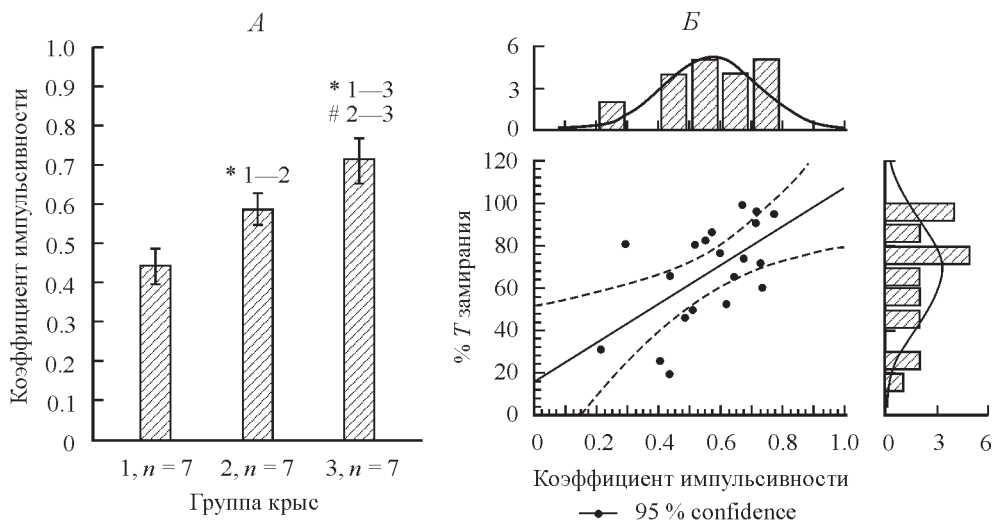 А
Коэффициент импульсивности
1.0
0.9
0.8
0.7
0.6
0.5
0.4
0.3
0.2
0.1
0
* 1—2
* 1—3
# 2—3
1, n = 7 2, n = 7 3, n = 7
Группа крыс
Б
6
3
0
% T замирания
120
100
80
60
40
20
0
0 0.2 0.4 0.6 0.8 1.0
Коэффициент импульсивности
95 % confidence
0 3 6